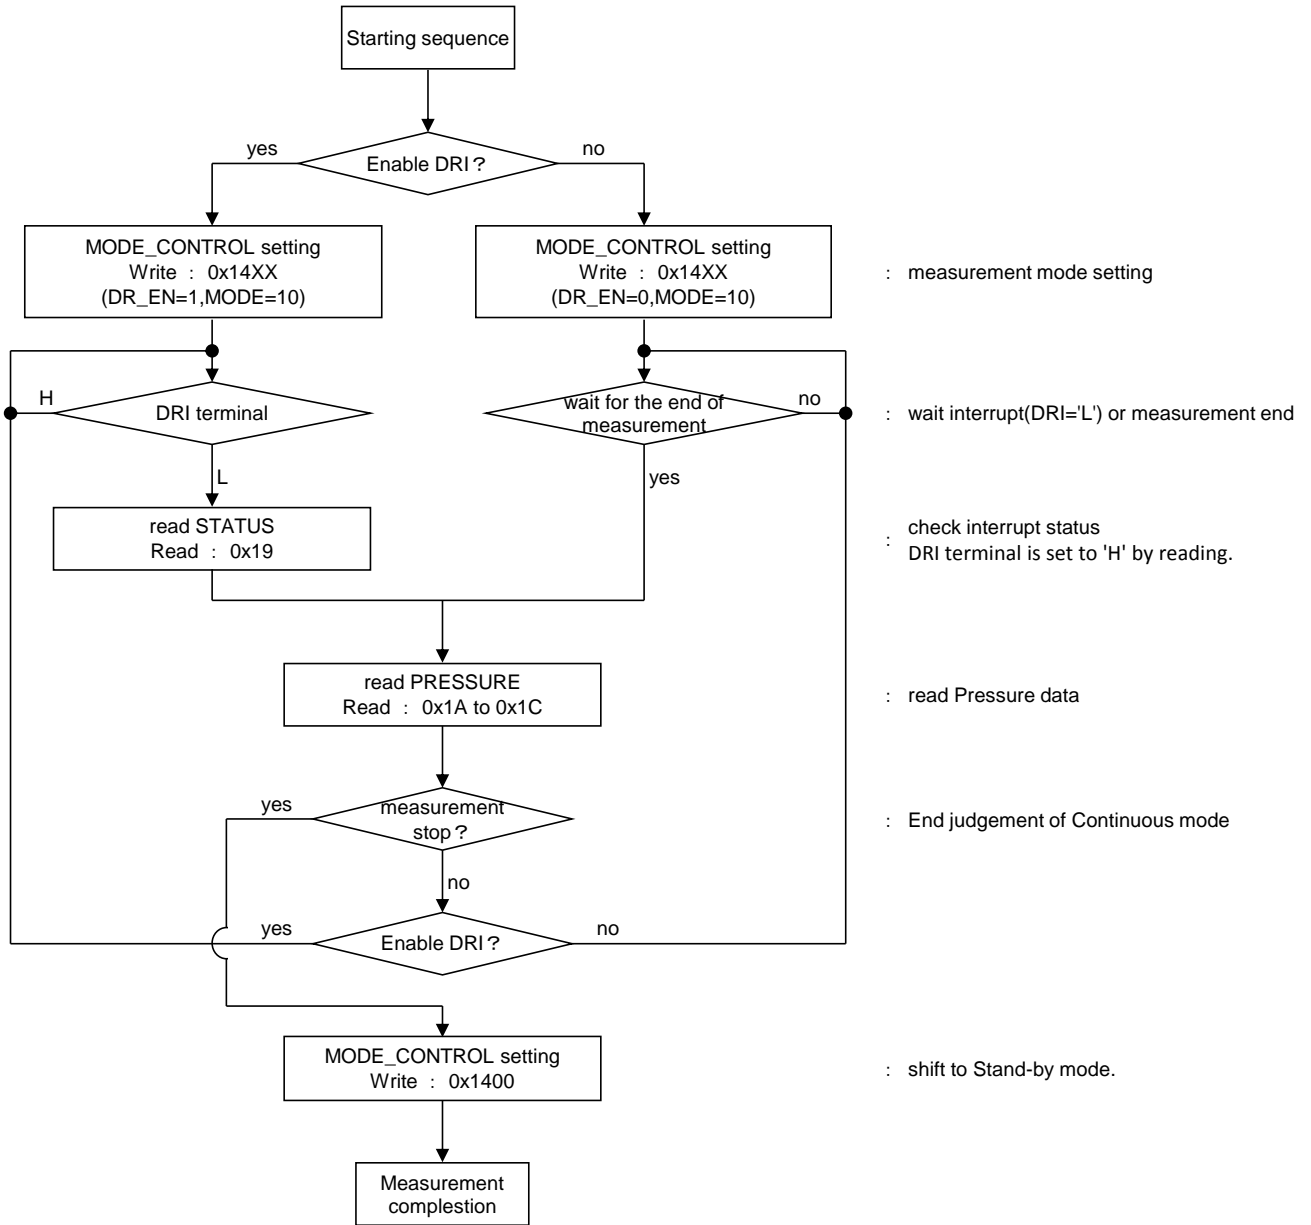 Starting sequence
yes
Enable DRI？
no
MODE_CONTROL setting
Write ： 0x14XX
(DR_EN=1,MODE=10)
MODE_CONTROL setting
Write ： 0x14XX
(DR_EN=0,MODE=10)
： measurement mode setting
H
DRI terminal
wait for the end of
measurement
no
： wait interrupt(DRI='L') or measurement end
L
yes
read STATUS
Read ： 0x19
： check interrupt status
DRI terminal is set to 'H' by reading.
read PRESSURE
Read ： 0x1A to 0x1C
： read Pressure data
yes
measurement
stop？
： End judgement of Continuous mode
no
yes
Enable DRI？
no
MODE_CONTROL setting
Write ： 0x1400
： shift to Stand-by mode.
Measurement
complestion